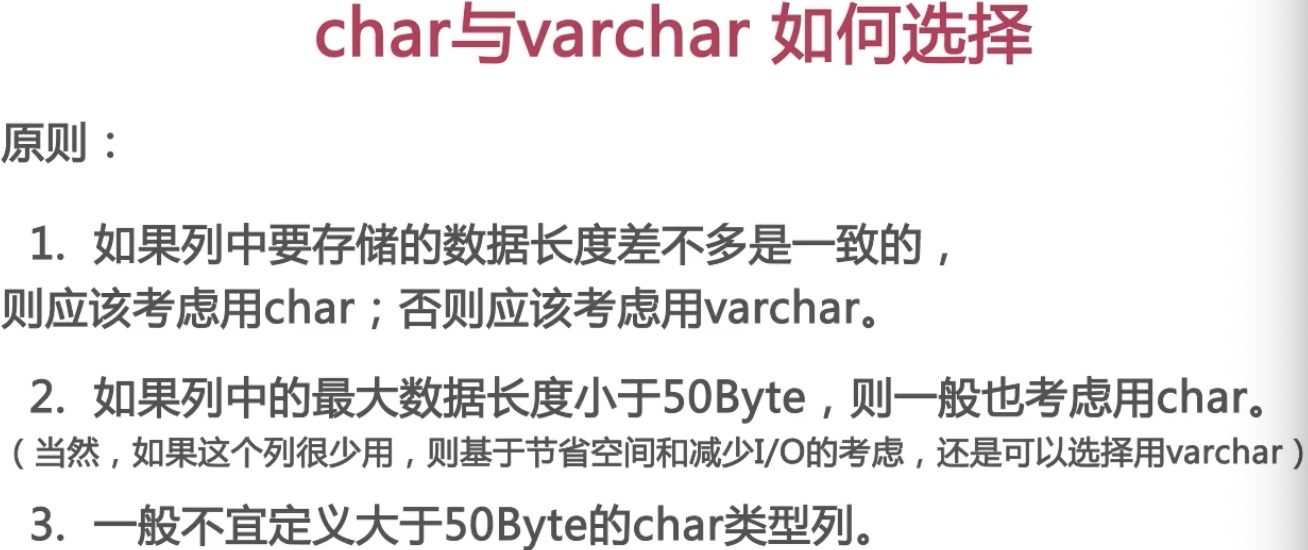 char与varchar 如何选择
原则：
1. 如果列中要存储的数据长度差不多是一致的，
则应该考虑用char；否则应该考虑用varchar。
2. 如果列中的最大数据长度小于50Byte，则一般也考虑用char。
（当然，如果这个列很少用，则基于节省空间和减少I/O的考虑，还是可以选择用varchar）
3. 一般不宜定义大于50Byte的char类型列。